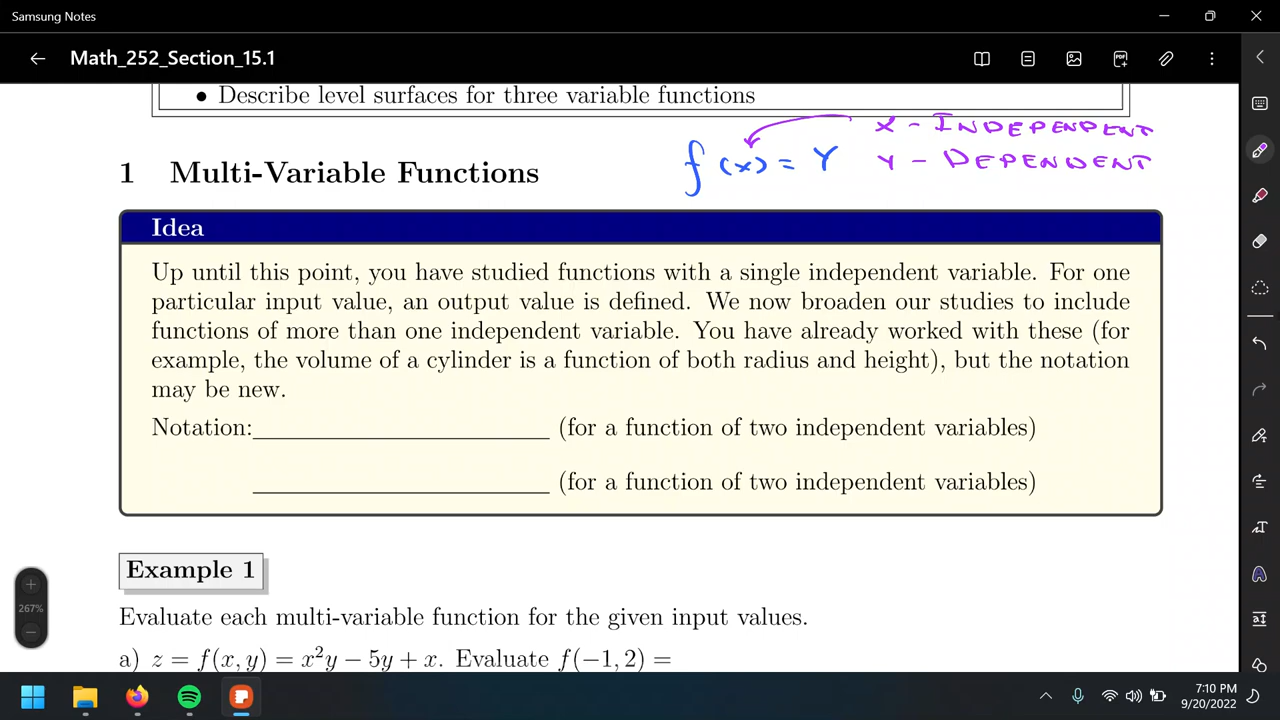 Samsung Notes
Math_252_Section_15.1
• Describe level surfaces for three variable functions
x - INDEPENDENT
f(x) = Y
Y - DEPENDENT
1 Multi-Variable Functions
Idea
Up until this point, you have studied functions with a single independent variable. For one
particular input value, an output value is defined. We now broaden our studies to include
functions of more than one independent variable. You have already worked with these (for
example, the volume of a cylinder is a function of both radius and height), but the notation
may be new.
Notation:____________________ (for a function of two independent variables)
____________________ (for a function of two independent variables)
Example 1
Evaluate each multi-variable function for the given input values.
a) z = f(x, y) = x²y − 5y + x. Evaluate f(−1, 2) =
267%
7:10 PM
9/20/2022